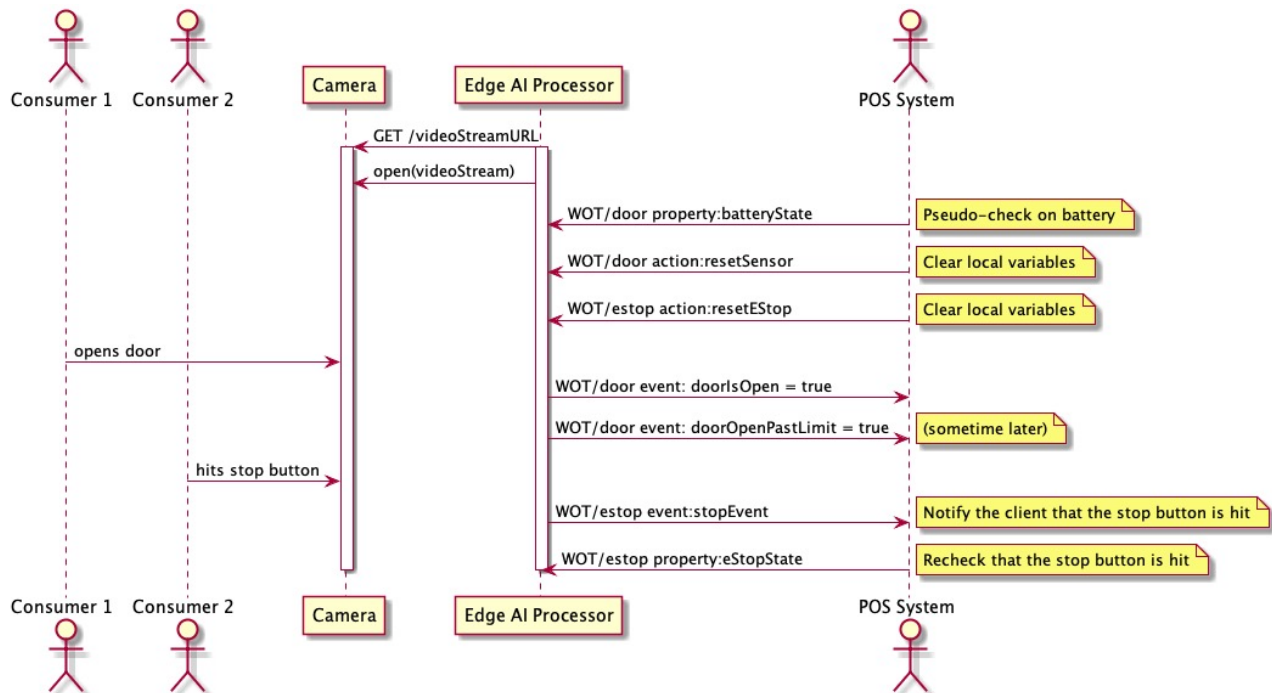 Consumer 1
Consumer 2
Camera
Edge AI Processor
POS System
GET /videoStreamURL
open(videoStream)
WOT/door property:batteryState
Pseudo-check on battery
WOT/door action:resetSensor
Clear local variables
WOT/estop action:resetEStop
Clear local variables
opens door
WOT/door event: doorIsOpen = true
WOT/door event: doorOpenPastLimit = true
(sometime later)
hits stop button
WOT/estop event:stopEvent
Notify the client that the stop button is hit
WOT/estop property:eStopState
Recheck that the stop button is hit
Consumer 1
Consumer 2
Camera
Edge AI Processor
POS System